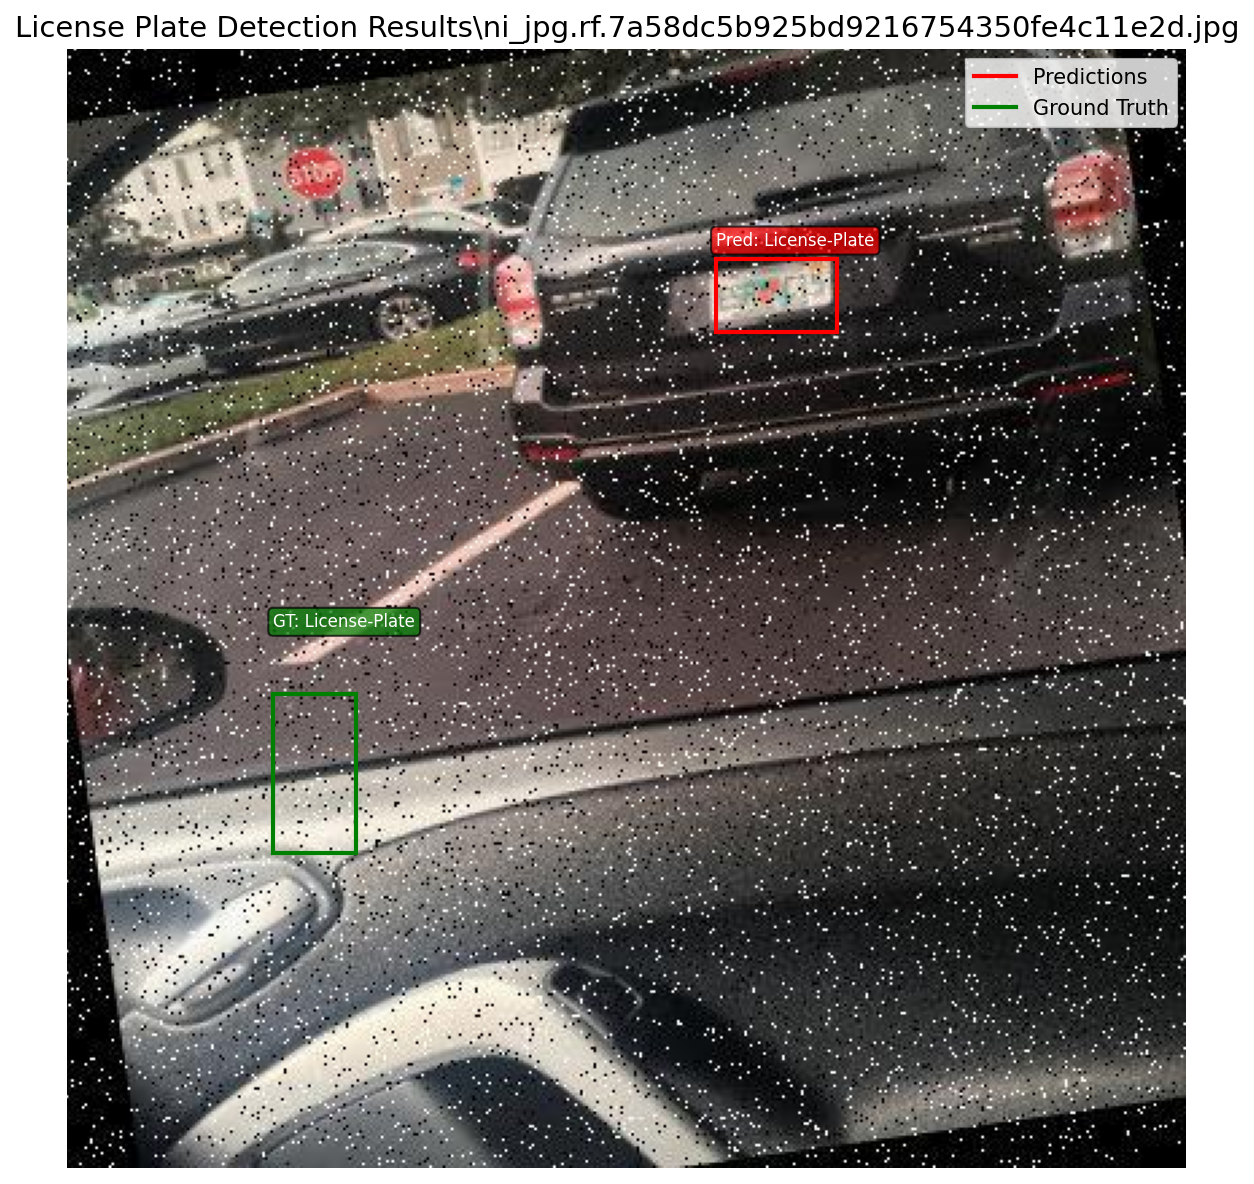 License Plate Detection Results\ni_jpg.rf.7a58dc5b925bd9216754350fe4c11e2d.jpg
Predictions
Ground Truth
STOP
Pred: License-Plate
GT: License-Plate